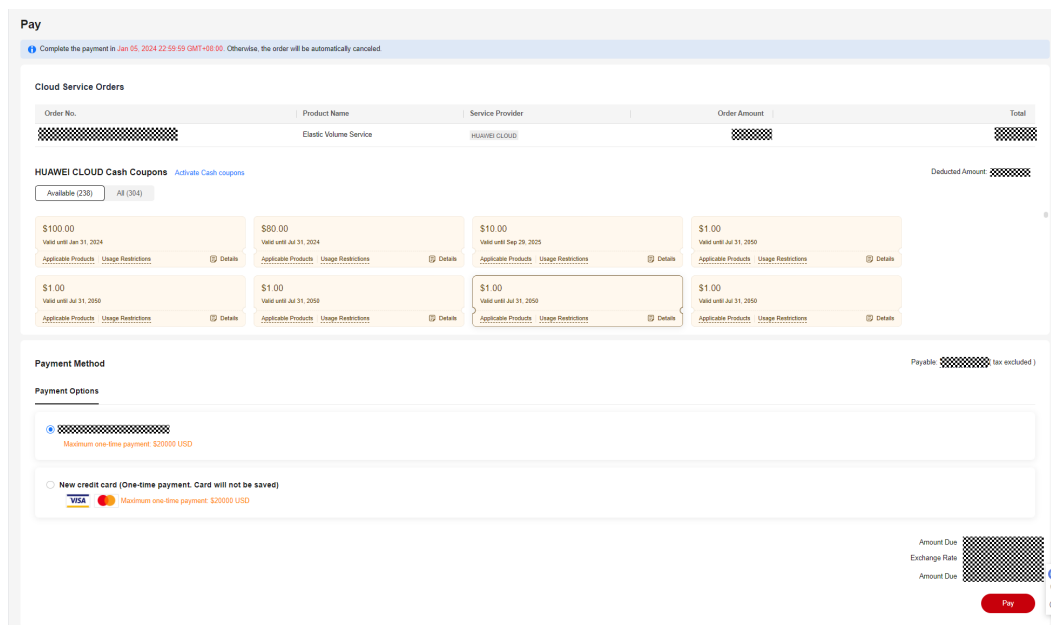 Pay
Complete the payment in Jan 05, 2024 22:59:59 GMT+08:00. Otherwise, the order will be automatically canceled.
Cloud Service Orders
Order No. Product Name Service Provider Order Amount Total
Elastic Volume Service HUAWEI CLOUD
HUAWEI CLOUD Cash Coupons Activate Cash coupons Deducted Amount:
Available (238) All (304)
$100.00 $80.00 $10.00 $1.00
Valid until Jan 31, 2024 Valid until Jul 31, 2024 Valid until Sep 29, 2025 Valid until Jul 31, 2050
Applicable Products Usage Restrictions Details Applicable Products Usage Restrictions Details Applicable Products Usage Restrictions Details Applicable Products Usage Restrictions Details
$1.00 $1.00 $1.00 $1.00
Valid until Jul 31, 2050 Valid until Jul 31, 2050 Valid until Jul 31, 2050 Valid until Jul 31, 2050
Applicable Products Usage Restrictions Details Applicable Products Usage Restrictions Details Applicable Products Usage Restrictions Details Applicable Products Usage Restrictions Details
Payment Method Payable: ( tax excluded )
Payment Options
Maximum one-time payment: $20000 USD
New credit card (One-time payment. Card will not be saved)
VISA Maximum one-time payment: $20000 USD
Amount Due
Exchange Rate
Amount Due
Pay